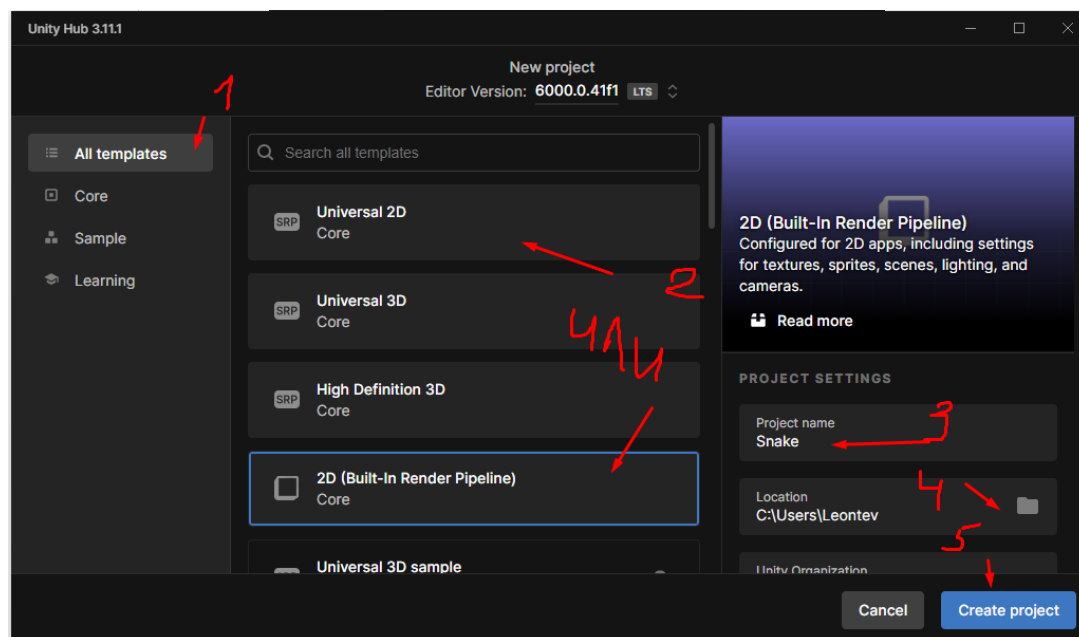 Unity Hub 3.11.1
New project
Editor Version: 6000.0.41f1 LTS
1
All templates
Core
Sample
Learning
Search all templates
SRP Universal 2D
Core
2
SRP Universal 3D
Core
или
SRP High Definition 3D
Core
2D (Built-In Render Pipeline)
Core
Universal 3D sample
2D (Built-In Render Pipeline)
Configured for 2D apps, including settings
for textures, sprites, scenes, lighting, and
cameras.
Read more
PROJECT SETTINGS
Project name
Snake
3
Location
C:\Users\Leontev
4
5
Unity Organization
Cancel
Create project